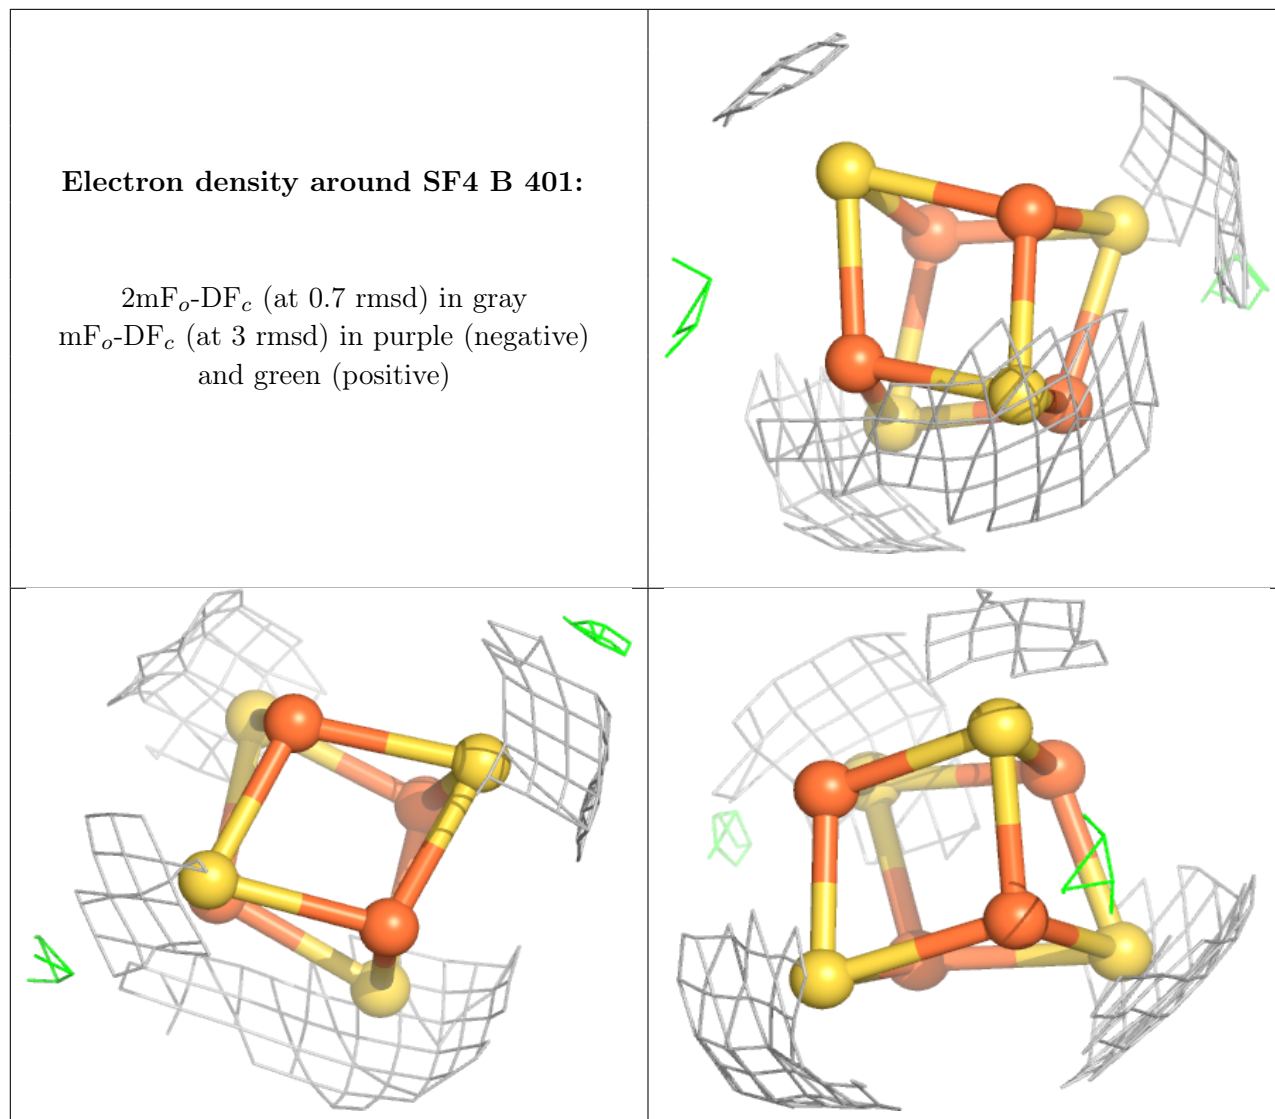 Electron density around SF4 B 401:
2mFo-DFc (at 0.7 rmsd) in gray
mFo-DFc (at 3 rmsd) in purple (negative)
and green (positive)